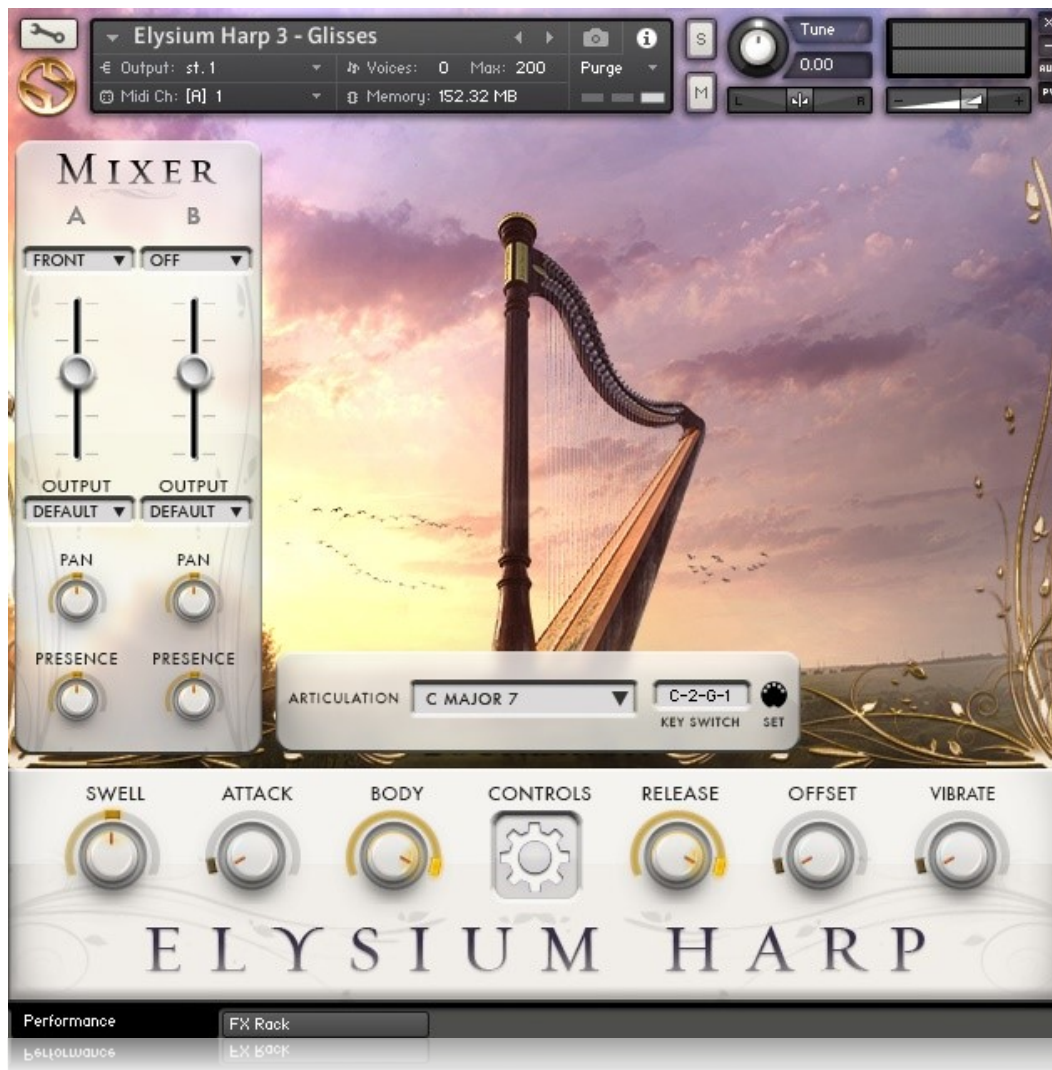 Elysium Harp 3 - Glisses
Output: st.1
Voices: 0 Max: 200
Purge
Midi Ch: [A] 1
Memory: 152.32 MB
S
M
Tune
0.00
L R
- +
AU
PV
MIXER
A B
FRONT OFF
OUTPUT OUTPUT
DEFAULT DEFAULT
PAN PAN
PRESENCE PRESENCE
ARTICULATION C MAJOR 7 C-2-G-1
KEY SWITCH SET
SWELL ATTACK BODY CONTROLS RELEASE OFFSET VIBRATE
ELYSIUM HARP
Performance FX Rack